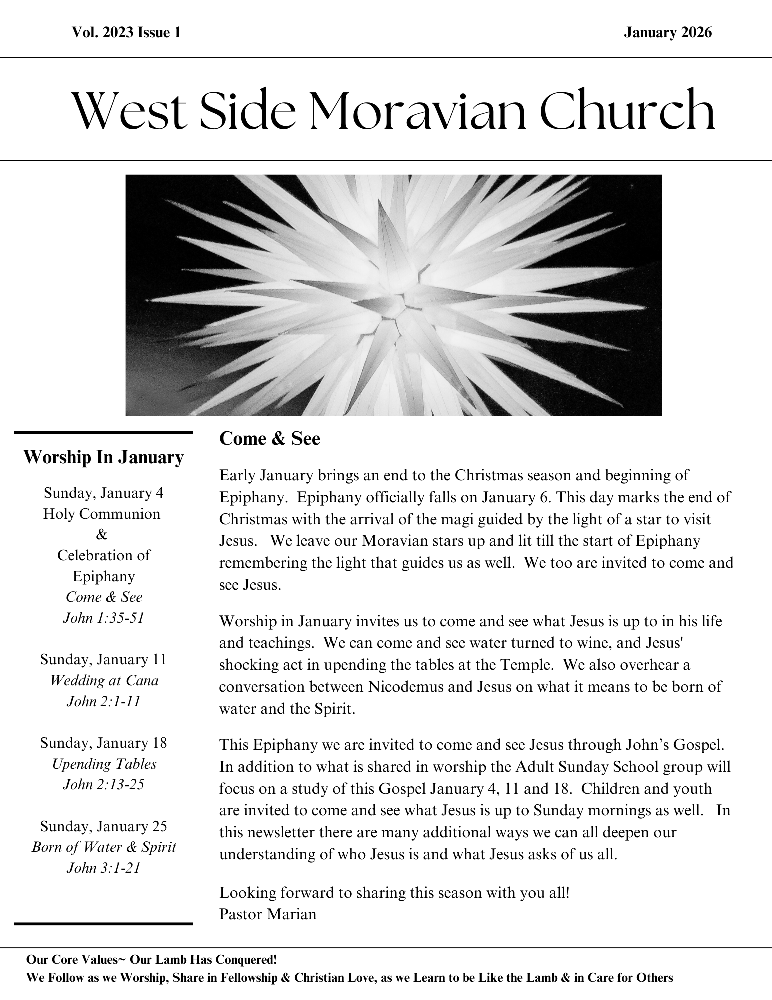 Vol. 2023 Issue 1
January 2026
West Side Moravian Church
Worship In January
Sunday, January 4
Holy Communion
&
Celebration of
Epiphany
Come & See
John 1:35-51
Sunday, January 11
Wedding at Cana
John 2:1-11
Sunday, January 18
Upending Tables
John 2:13-25
Sunday, January 25
Born of Water & Spirit
John 3:1-21
Come & See
Early January brings an end to the Christmas season and beginning of
Epiphany.  Epiphany officially falls on January 6. This day marks the end of
Christmas with the arrival of the magi guided by the light of a star to visit
Jesus.   We leave our Moravian stars up and lit till the start of Epiphany
remembering the light that guides us as well.  We too are invited to come and
see Jesus.
Worship in January invites us to come and see what Jesus is up to in his life
and teachings.  We can come and see water turned to wine, and Jesus'
shocking act in upending the tables at the Temple.  We also overhear a
conversation between Nicodemus and Jesus on what it means to be born of
water and the Spirit.
This Epiphany we are invited to come and see Jesus through John’s Gospel.
In addition to what is shared in worship the Adult Sunday School group will
focus on a study of this Gospel January 4, 11 and 18.  Children and youth
are invited to come and see what Jesus is up to Sunday mornings as well.   In
this newsletter there are many additional ways we can all deepen our
understanding of who Jesus is and what Jesus asks of us all.
Looking forward to sharing this season with you all!
Pastor Marian
Our Core Values~ Our Lamb Has Conquered!
We Follow as we Worship, Share in Fellowship & Christian Love, as we Learn to be Like the Lamb & in Care for Others